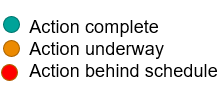 Action complete
Action underway
Action behind schedule